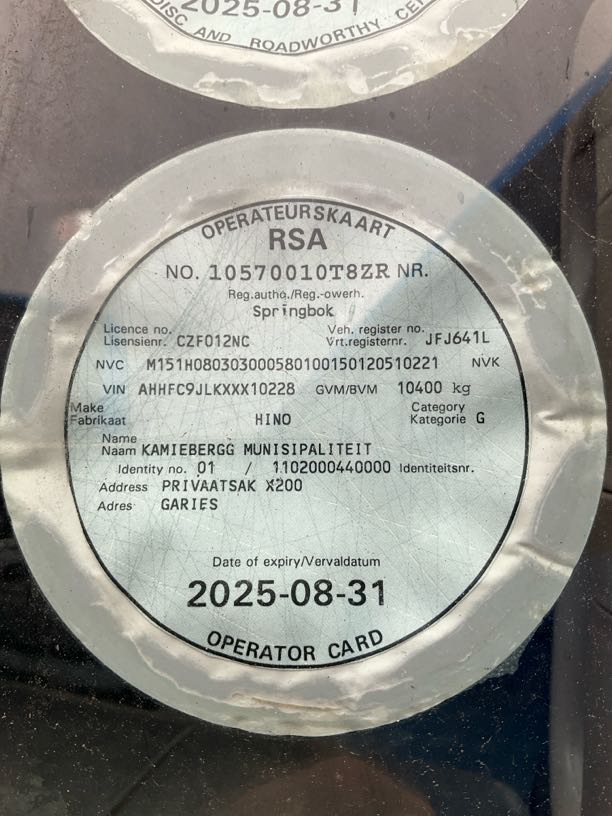 2025-08-31
DISC AND ROADWORTHY CER
OPERATEURSKAART
RSA
NO. 10570010T8ZR NR.
Reg.autho./Reg.-owerh.
Springbok
Licence no. Veh. register no.
Lisensienr. CZF012NC Vrt.registernr. JFJ641L
NVC M151H0803030005801001501205​10221 NVK
VIN AHHFC9JLKXXX10228 GVM/BVM 10400 kg
Make Category
Fabrikaat HINO Kategorie G
Name
Naam KAMIEBERGG MUNISIPALITEIT
Identity no. 01 / 1102000440000 Identiteitsnr.
Address PRIVAATSAK X200
Adres GARIES
Date of expiry/Vervaldatum
2025-08-31
OPERATOR CARD